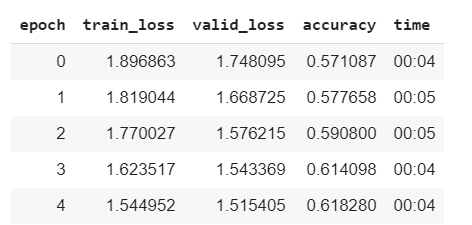 epoch train_loss valid_loss accuracy time
0 1.896863 1.748095 0.571087 00:04
1 1.819044 1.668725 0.577658 00:05
2 1.770027 1.576215 0.590800 00:05
3 1.623517 1.543369 0.614098 00:04
4 1.544952 1.515405 0.618280 00:04